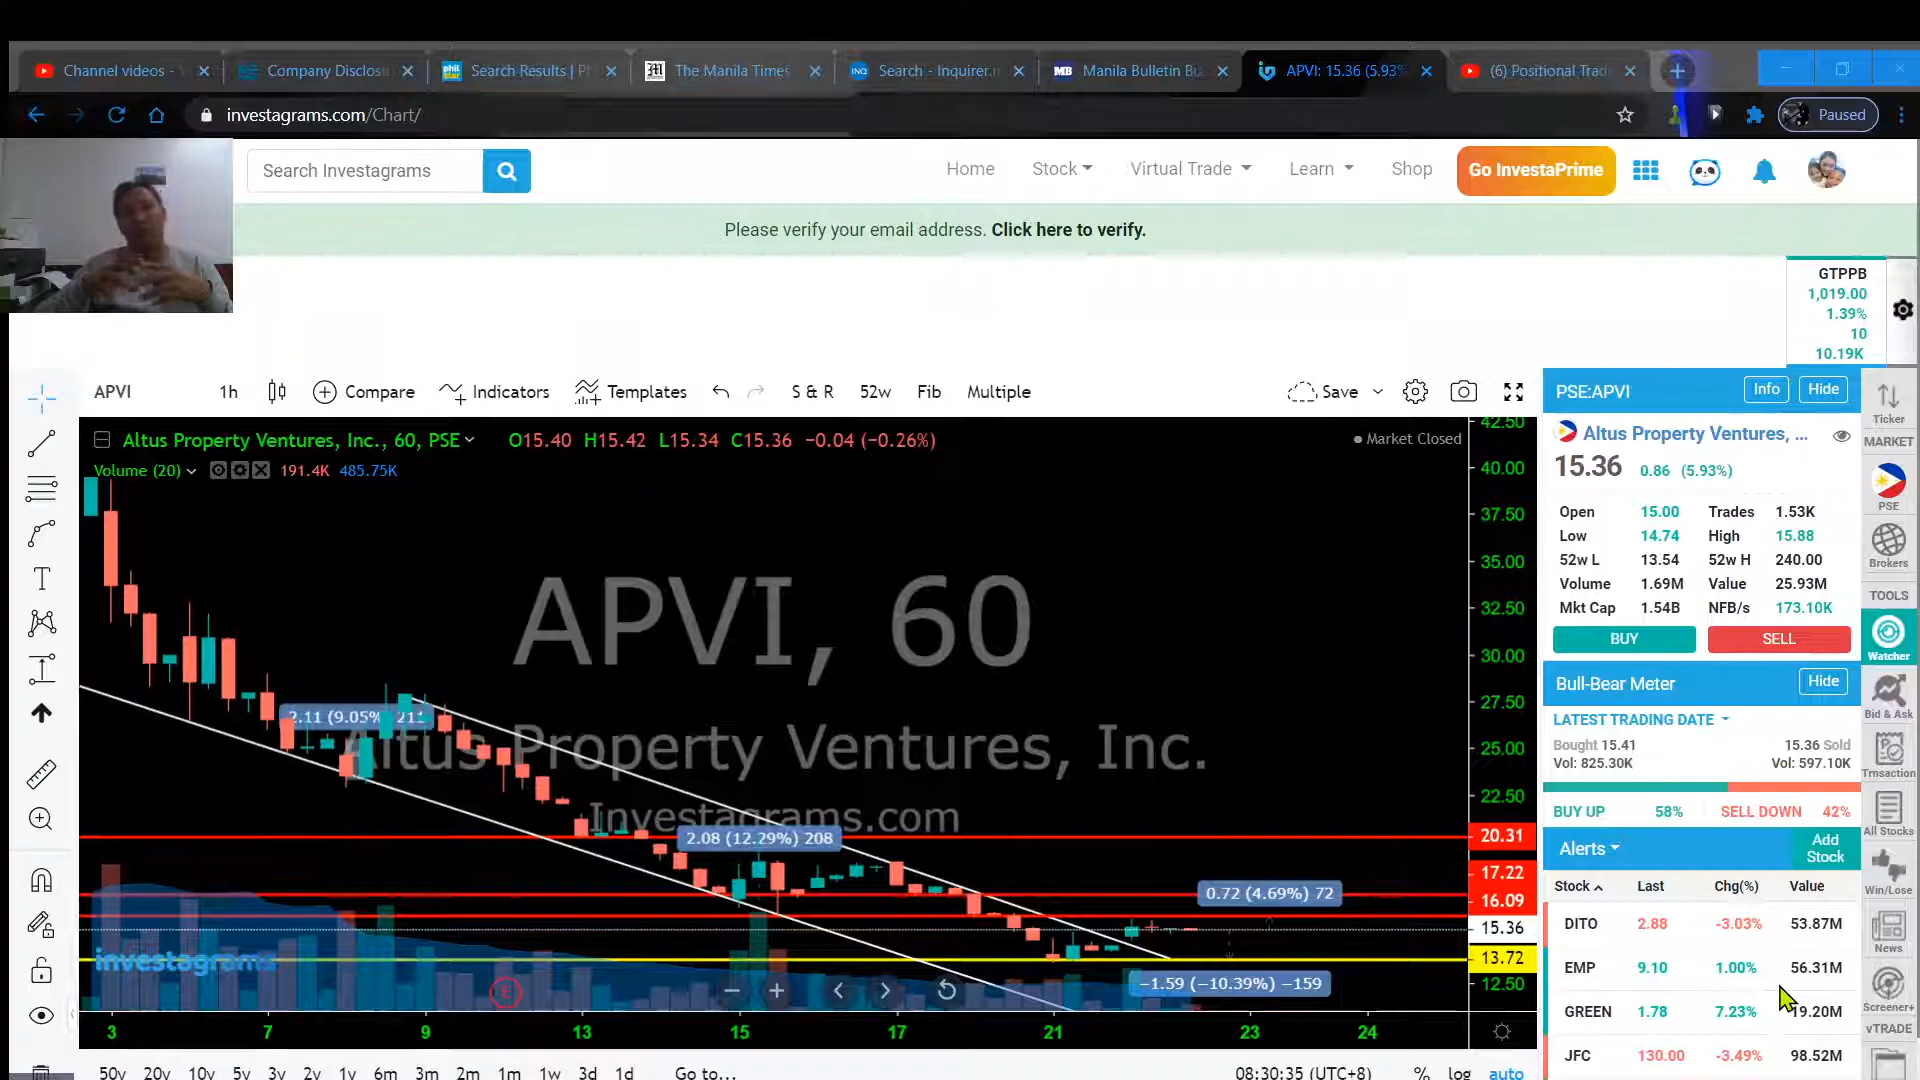 Channel videos - Y
Company Disclosu
Search Results | P
The Manila Times
Search - Inquirer.n
Manila Bulletin Bu
APVI: 15.36 (5.93%
(6) Positional Trad
investagrams.com/Chart/
Paused
Search Investagrams
Home
Stock
Virtual Trade
Learn
Shop
Go InvestaPrime
Please verify your email address. Click here to verify.
GTPPB
1,019.00
1.39%
10
10.19K
APVI
1h
Compare
Indicators
Templates
S & R
52w
Fib
Multiple
Save
Altus Property Ventures, Inc., 60, PSE
O15.40 H15.42 L15.34 C15.36 −0.04 (−0.26%)
Market Closed
Volume (20)
191.4K 485.75K
APVI, 60
Altus Property Ventures, Inc.
Investagrams.com
2.11 (9.05%) 211
2.08 (12.29%) 208
0.72 (4.69%) 72
−1.59 (−10.39%) −159
investagrams
E
42.50
40.00
37.50
35.00
32.50
30.00
27.50
25.00
22.50
20.31
17.22
16.09
15.36
13.72
12.50
3 7 9 13 15 17 21 23 24
50y 20y 10y 5y 3y 2y 1y 6m 3m 2m 1m 1w 3d 1d Go to...
08:30:35 (UTC+8) % log auto
PSE:APVI
Info
Hide
Altus Property Ventures, ...
15.36 0.86 (5.93%)
Open 15.00 Trades 1.53K
Low 14.74 High 15.88
52w L 13.54 52w H 240.00
Volume 1.69M Value 25.93M
Mkt Cap 1.54B NFB/s 173.10K
BUY SELL
Bull-Bear Meter
Hide
LATEST TRADING DATE
Bought 15.41 15.36 Sold
Vol: 825.30K Vol: 597.10K
BUY UP 58% SELL DOWN 42%
Alerts
Add Stock
Stock Last Chg(%) Value
DITO 2.88 -3.03% 53.87M
EMP 9.10 1.00% 56.31M
GREEN 1.78 7.23% 19.20M
JFC 130.00 -3.49% 98.52M
Ticker
MARKET
PSE
Brokers
TOOLS
Watcher
Bid & Ask
Trnsaction
All Stocks
Win/Lose
News
Screener+
vTRADE